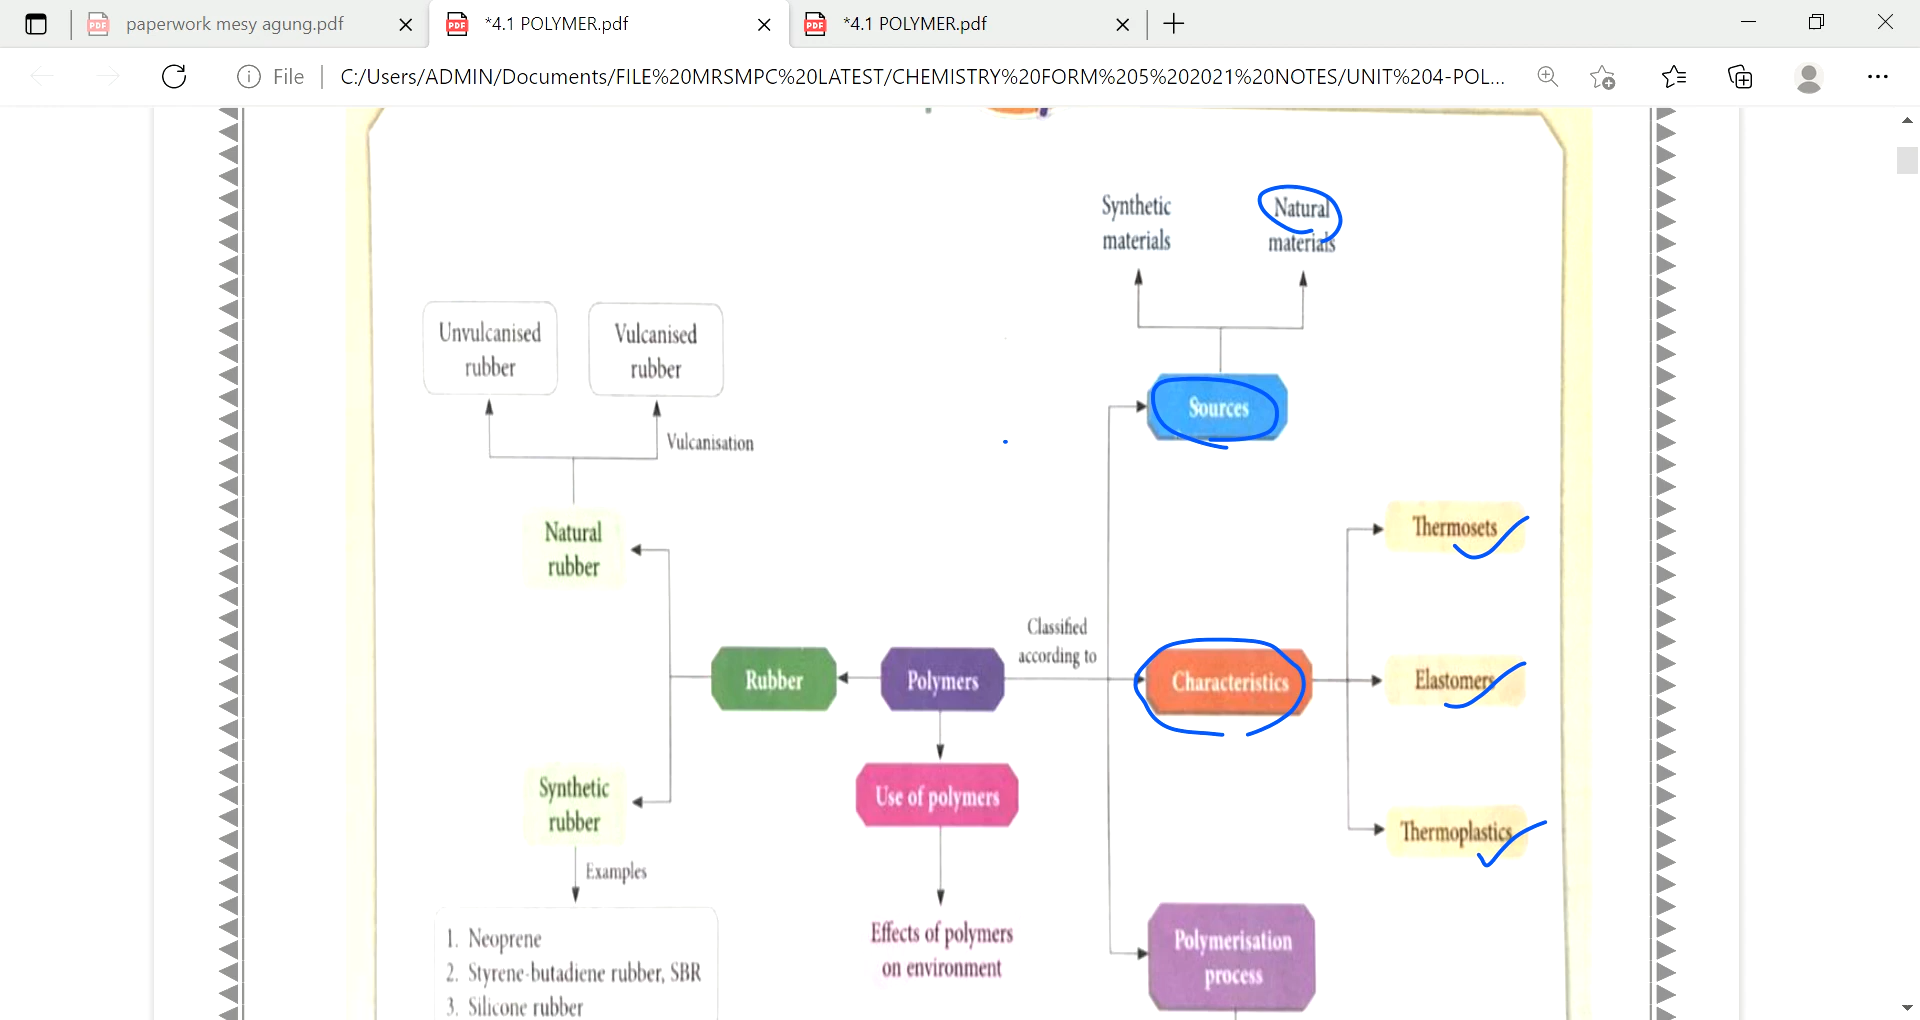 paperwork mesy agung.pdf
*4.1 POLYMER.pdf
*4.1 POLYMER.pdf
File
C:/Users/ADMIN/Documents/FILE%20MRSMPC%20LATEST/CHEMISTRY%20FORM%205%202021%20NOTES/UNIT%204-POL...
Synthetic
materials
Natural
materials
Unvulcanised
rubber
Vulcanised
rubber
Vulcanisation
Sources
Natural
rubber
Thermosets
Classified
according to
Rubber
Polymers
Characteristics
Elastomers
Synthetic
rubber
Use of polymers
Thermoplastics
Examples
Effects of polymers
on environment
Polymerisation
process
1. Neoprene
2. Styrene-butadiene rubber, SBR
3. Silicone rubber